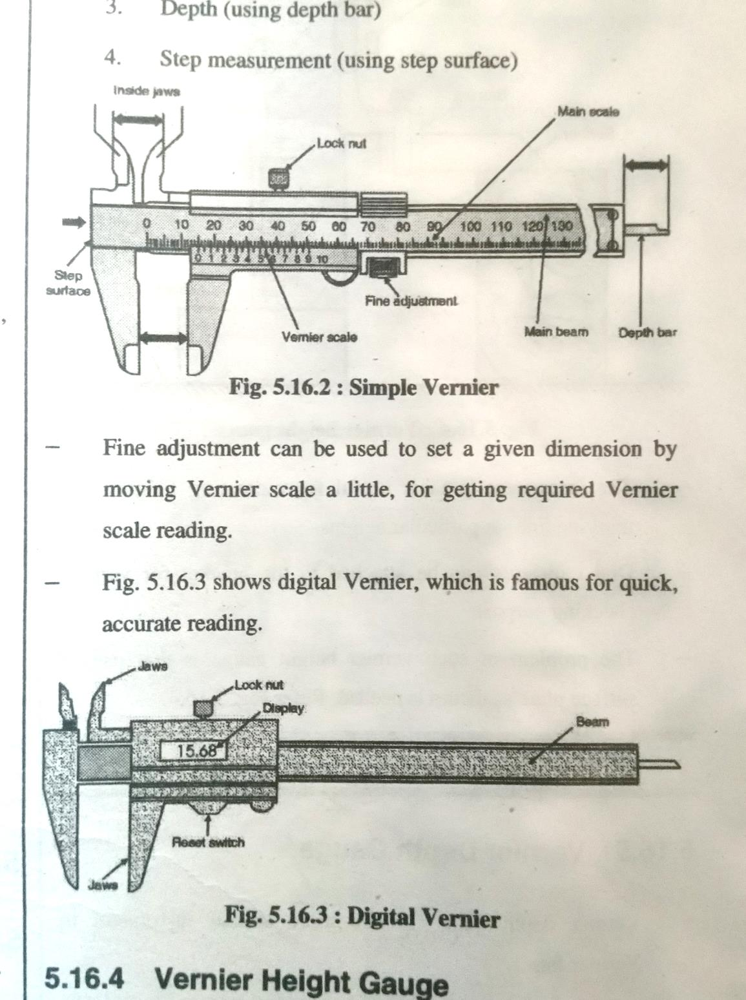 3. Depth (using depth bar)
4. Step measurement (using step surface)
Inside jaws
Main scale
Lock nut
0 10 20 30 40 50 60 70 80 90 100 110 120 130
0 1 2 3 4 5 6 7 8 9 10
Step
surface
Fine adjustment
Vernier scale
Main beam
Depth bar
Fig. 5.16.2 : Simple Vernier
– Fine adjustment can be used to set a given dimension by
moving Vernier scale a little, for getting required Vernier
scale reading.
– Fig. 5.16.3 shows digital Vernier, which is famous for quick,
accurate reading.
Jaws
Lock nut
Display
Beam
15.68
Reset switch
Jaws
Fig. 5.16.3 : Digital Vernier
5.16.4 Vernier Height Gauge